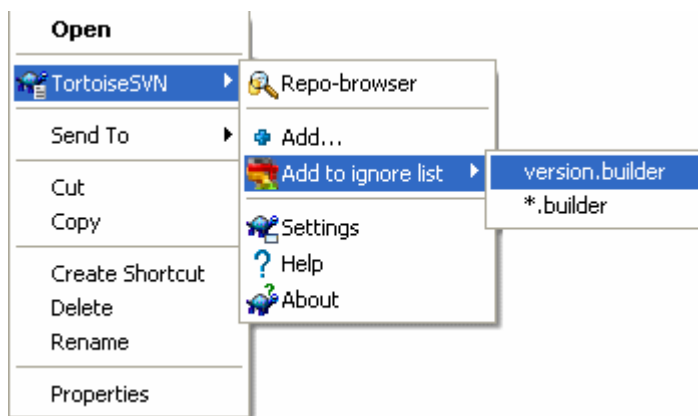 Open
TortoiseSVN
Send To
Cut
Copy
Create Shortcut
Delete
Rename
Properties
Repo-browser
Add...
Add to ignore list
Settings
Help
About
version.builder
*.builder